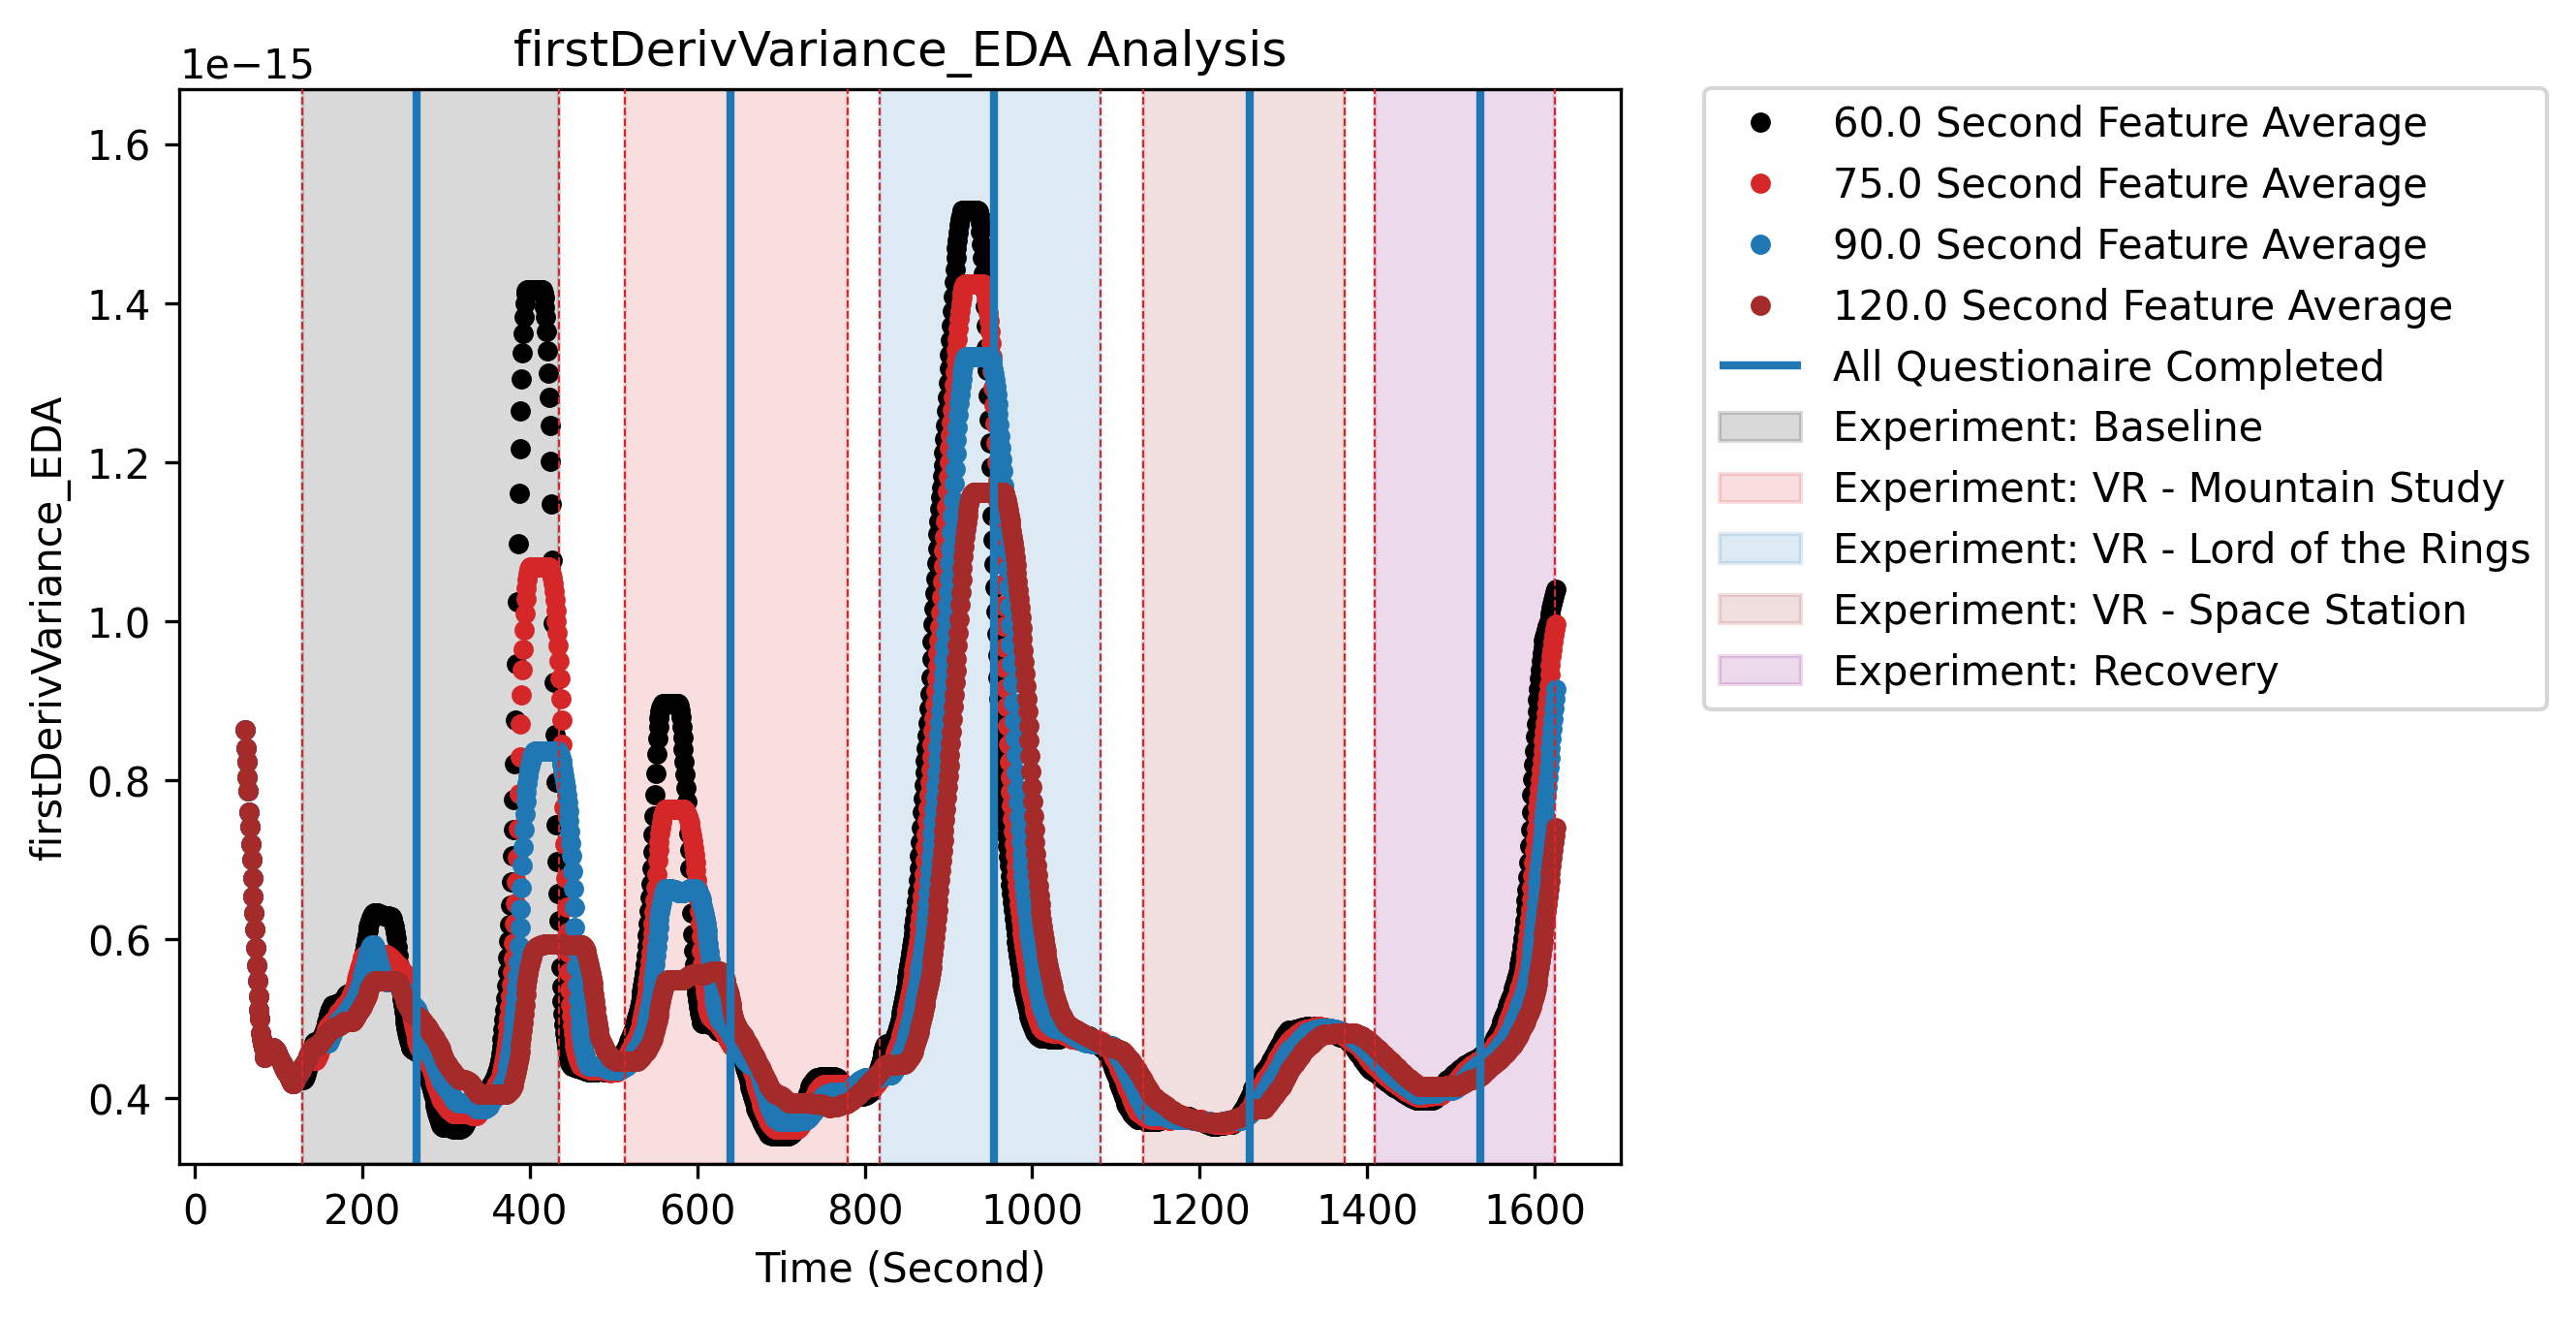 firstDerivVariance_EDA Analysis
1e−15
1.6
1.4
1.2
1.0
0.8
0.6
0.4
firstDerivVariance_EDA
0 200 400 600 800 1000 1200 1400 1600
Time (Second)
60.0 Second Feature Average
75.0 Second Feature Average
90.0 Second Feature Average
120.0 Second Feature Average
All Questionaire Completed
Experiment: Baseline
Experiment: VR - Mountain Study
Experiment: VR - Lord of the Rings
Experiment: VR - Space Station
Experiment: Recovery